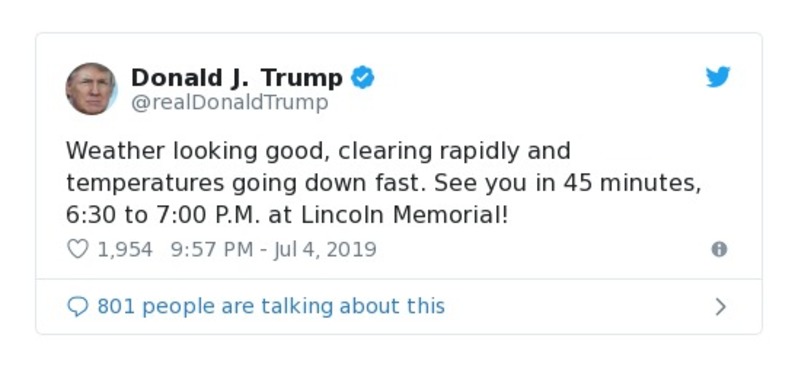 Donald J. Trump
@realDonaldTrump
Weather looking good, clearing rapidly and
temperatures going down fast. See you in 45 minutes,
6:30 to 7:00 P.M. at Lincoln Memorial!
1,954 9:57 PM - Jul 4, 2019
801 people are talking about this